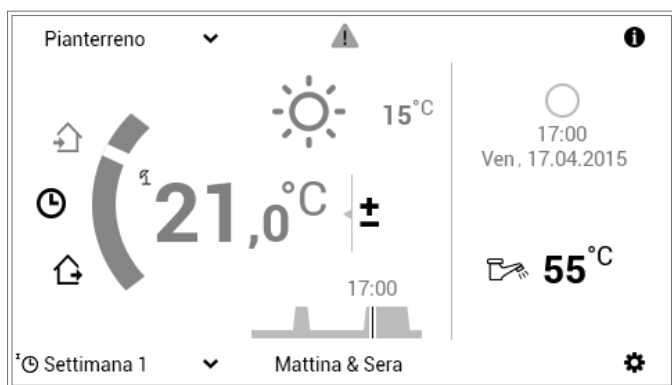 Pianterreno
15°C
17:00
Ven, 17.04.2015
21,0°C
±
55°C
17:00
Settimana 1
Mattina & Sera